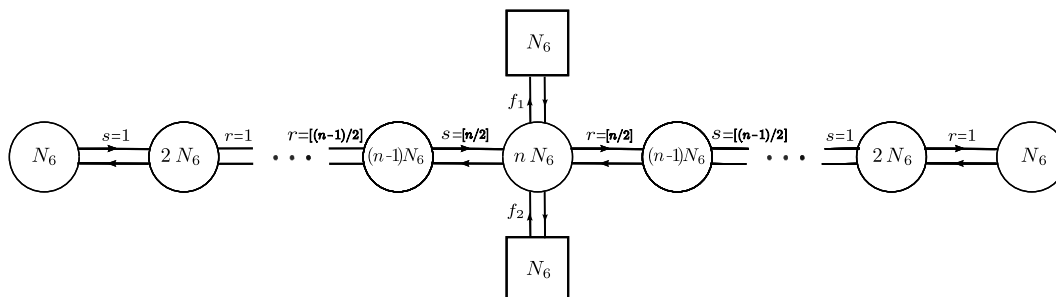 N₆
f₁
s=1 r=1 r=[(n-1)/2] s=[n/2] r=[n/2] s=[(n-1)/2] s=1 r=1
N₆ 2 N₆ ... (n-1)N₆ n N₆ (n-1)N₆ ... 2 N₆ N₆
f₂
N₆